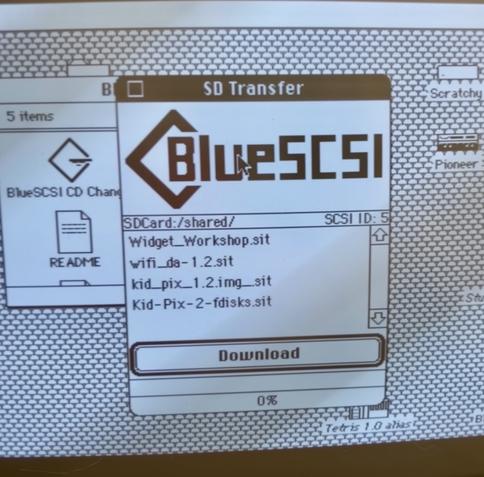 SD Transfer
5 items
Scratchy
BlueSCSI
Pioneer
BlueSCSI CD Chang
SDCard:/shared/ SCSI ID: 5
Widget_Workshop.sit
README
wifi_da-1.2.sit
kid_pix_1.2.img_.sit
Kid-Pix-2-fdisks.sit
Download
0%
Tetris 1.0 alias